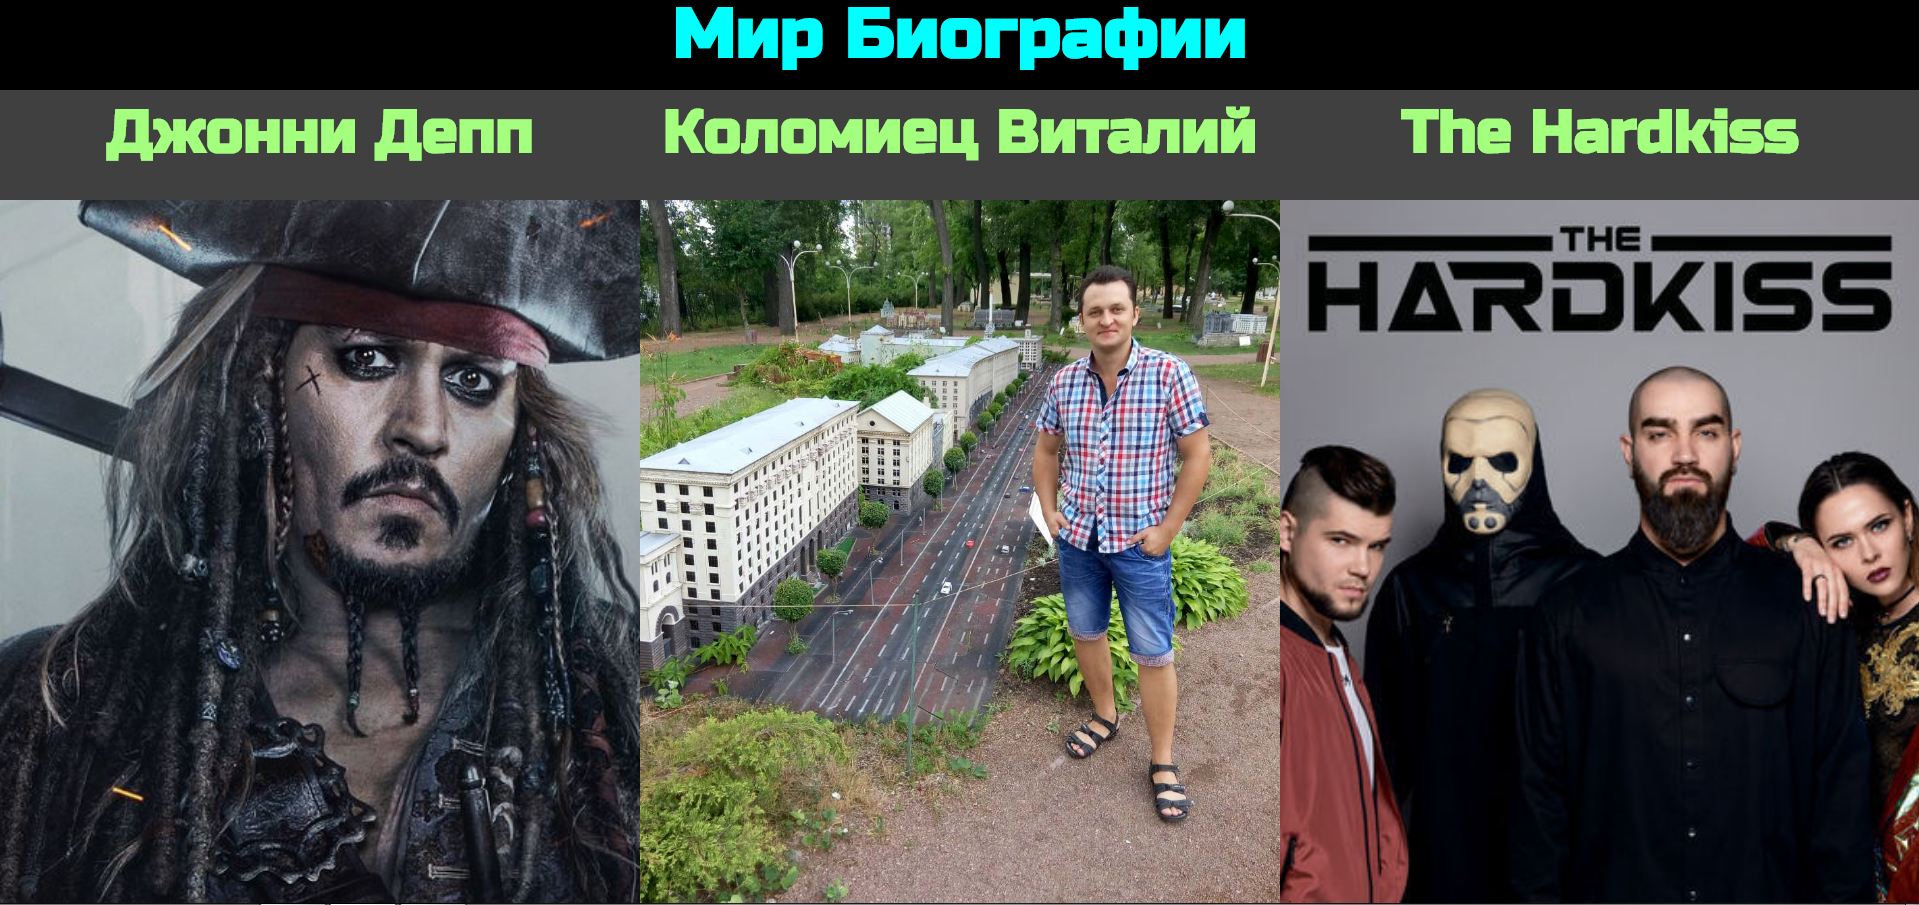 Мир Биографии
Джонни Депп
Коломиец Виталий
The Hardkiss
THE
HARDKISS